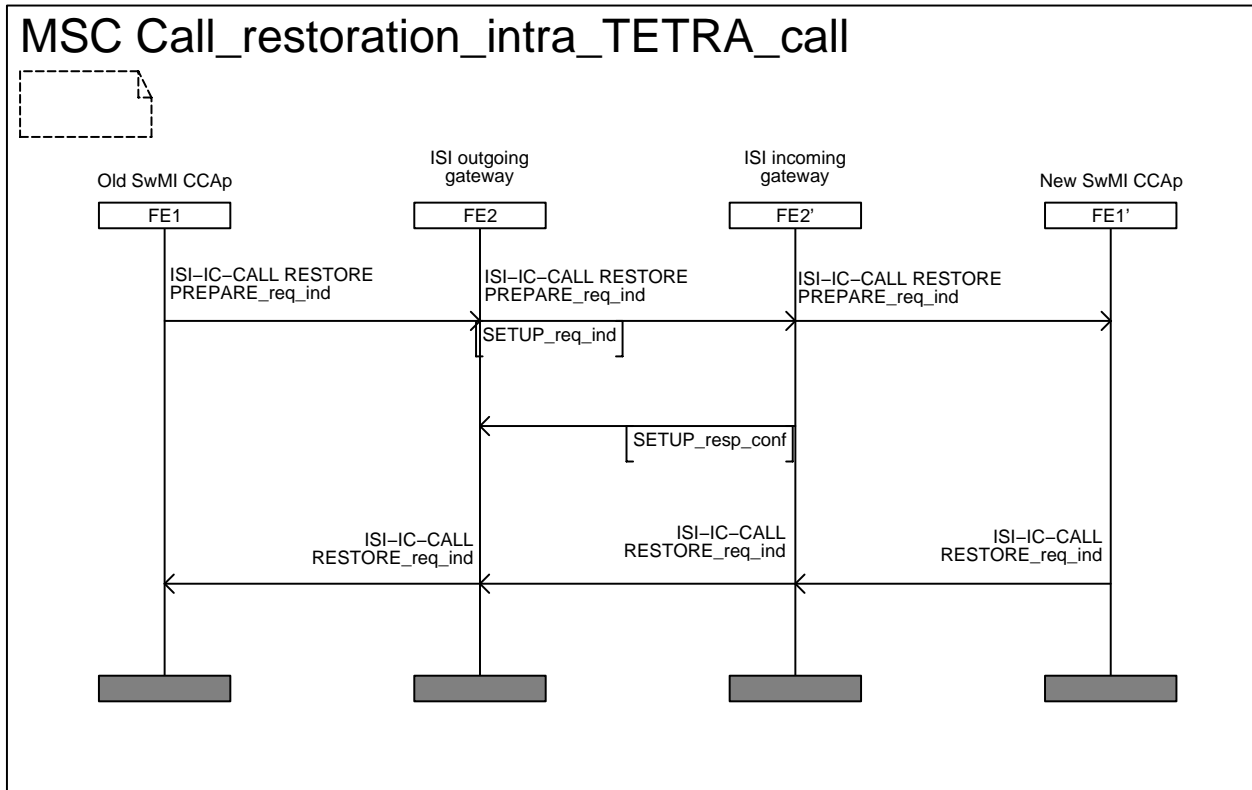 MSC Call_restoration_intra_TETRA_call
Old SwMI CCAp
ISI outgoing
gateway
ISI incoming
gateway
New SwMI CCAp
FE1
FE2
FE2'
FE1'
ISI−IC−CALL RESTORE
PREPARE_req_ind
ISI−IC−CALL RESTORE
PREPARE_req_ind
ISI−IC−CALL RESTORE
PREPARE_req_ind
SETUP_req_ind
SETUP_resp_conf
ISI−IC−CALL
RESTORE_req_ind
ISI−IC−CALL
RESTORE_req_ind
ISI−IC−CALL
RESTORE_req_ind